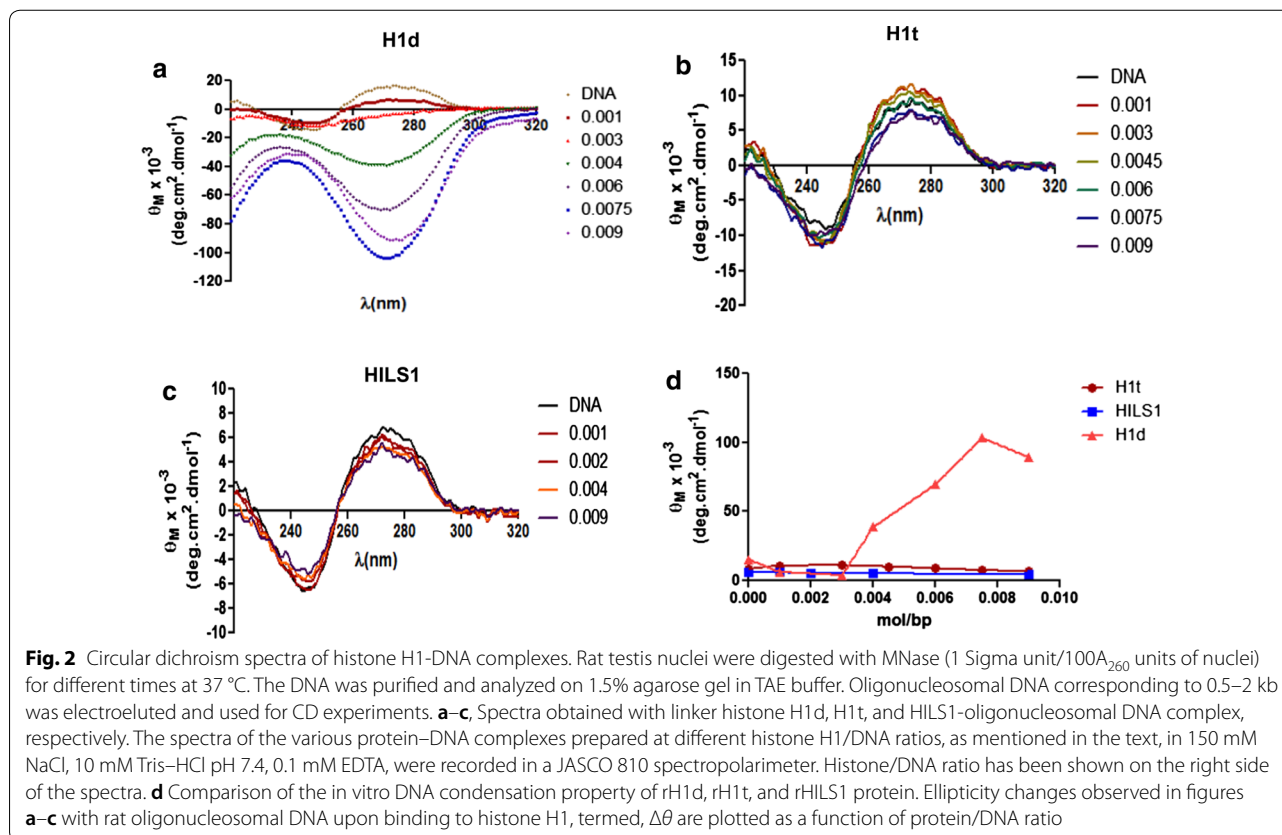 H1d
a
20
0
-20
-40
-60
-80
-100
-120
240
260
280
300
320
θM x 10-3
(deg.cm2.dmol-1)
λ(nm)
DNA
0.001
0.003
0.004
0.006
0.0075
0.009
H1t
b
15
10
5
0
-5
-10
-15
-20
240
260
280
300
320
θM x 10-3
(deg.cm2.dmol-1)
λ(nm)
DNA
0.001
0.003
0.0045
0.006
0.0075
0.009
HILS1
c
10
8
6
4
2
0
-2
-4
-6
-8
-10
240
260
280
300
320
θM x 10-3
(deg.cm2.dmol-1)
λ(nm)
DNA
0.001
0.002
0.004
0.009
d
150
100
50
0
0.000
0.002
0.004
0.006
0.008
0.010
θM x 10-3
(deg.cm2.dmol-1)
mol/bp
H1t
HILS1
H1d
Fig. 2 Circular dichroism spectra of histone H1-DNA complexes. Rat testis nuclei were digested with MNase (1 Sigma unit/100A260 units of nuclei)
for different times at 37 °C. The DNA was purified and analyzed on 1.5% agarose gel in TAE buffer. Oligonucleosomal DNA corresponding to 0.5–2 kb
was electroeluted and used for CD experiments. a–c, Spectra obtained with linker histone H1d, H1t, and HILS1-oligonucleosomal DNA complex,
respectively. The spectra of the various protein–DNA complexes prepared at different histone H1/DNA ratios, as mentioned in the text, in 150 mM
NaCl, 10 mM Tris–HCl pH 7.4, 0.1 mM EDTA, were recorded in a JASCO 810 spectropolarimeter. Histone/DNA ratio has been shown on the right side
of the spectra. d Comparison of the in vitro DNA condensation property of rH1d, rH1t, and rHILS1 protein. Ellipticity changes observed in figures
a–c with rat oligonucleosomal DNA upon binding to histone H1, termed, Δθ are plotted as a function of protein/DNA ratio